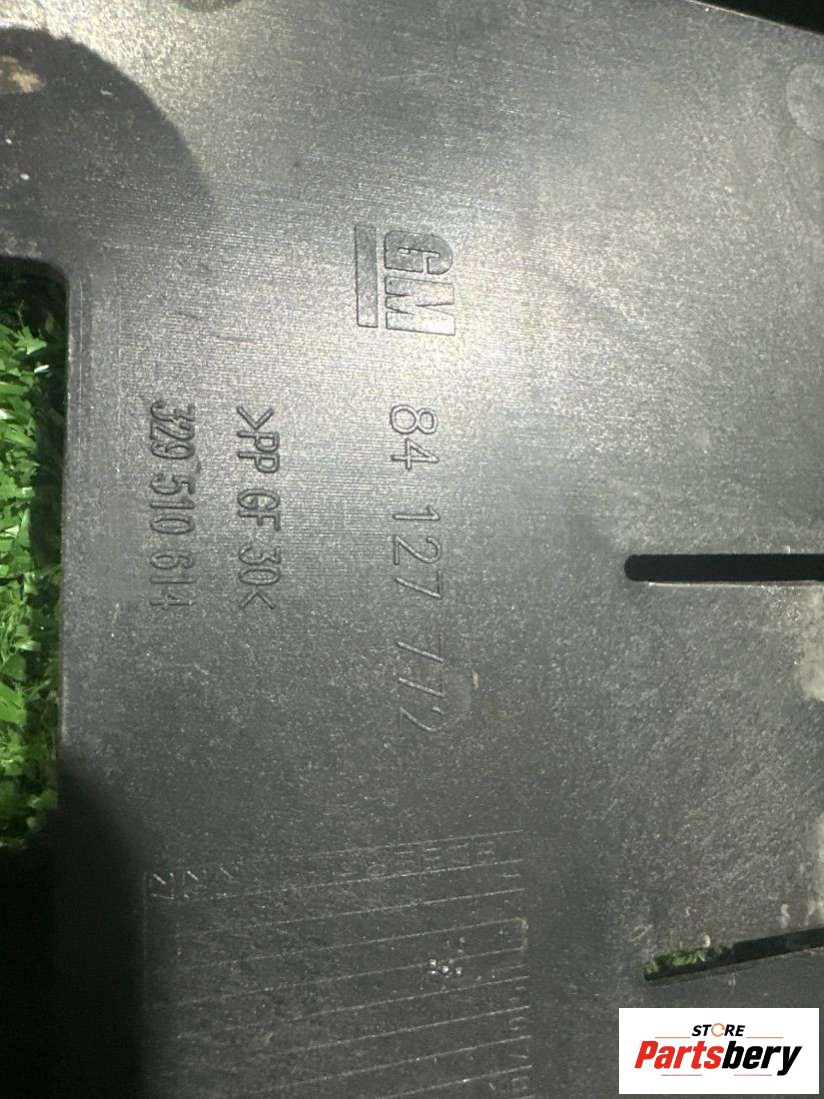 GM
84 127 772
>PP GF 30<
329 510 614
STORE
Partsbery